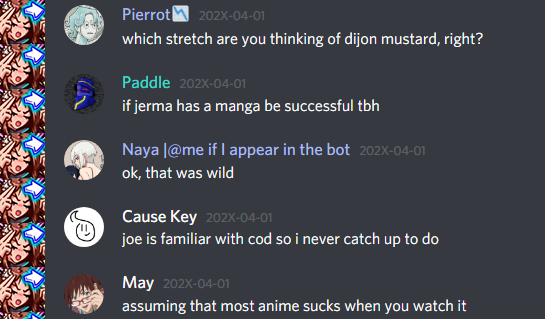 Pierrot 202X-04-01
which stretch are you thinking of dijon mustard, right?
Paddle 202X-04-01
if jerma has a manga be successful tbh
Naya |@me if I appear in the bot 202X-04-01
ok, that was wild
Cause Key 202X-04-01
joe is familiar with cod so i never catch up to do
May 202X-04-01
assuming that most anime sucks when you watch it